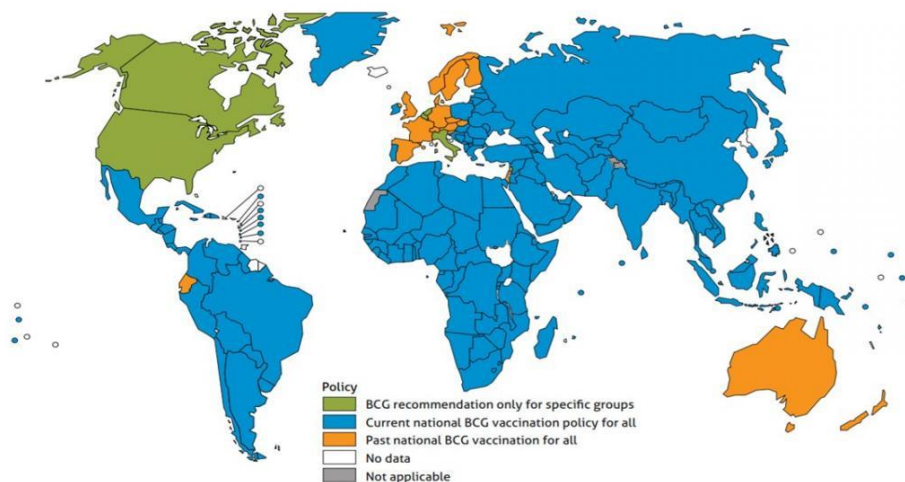 Policy
BCG recommendation only for specific groups
Current national BCG vaccination policy for all
Past national BCG vaccination for all
No data
Not applicable